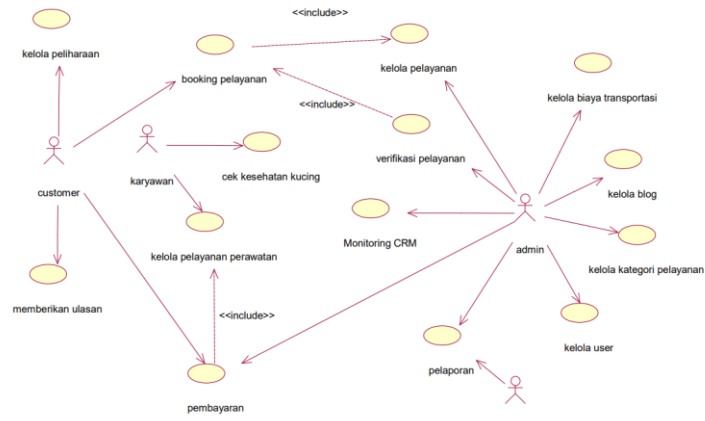 <<include>>
kelola peliharaan
booking pelayanan
kelola pelayanan
kelola biaya transportasi
<<include>>
verifikasi pelayanan
customer
karyawan
cek kesehatan kucing
kelola blog
Monitoring CRM
admin
kelola pelayanan perawatan
kelola kategori pelayanan
memberikan ulasan
<<include>>
kelola user
pelaporan
pembayaran